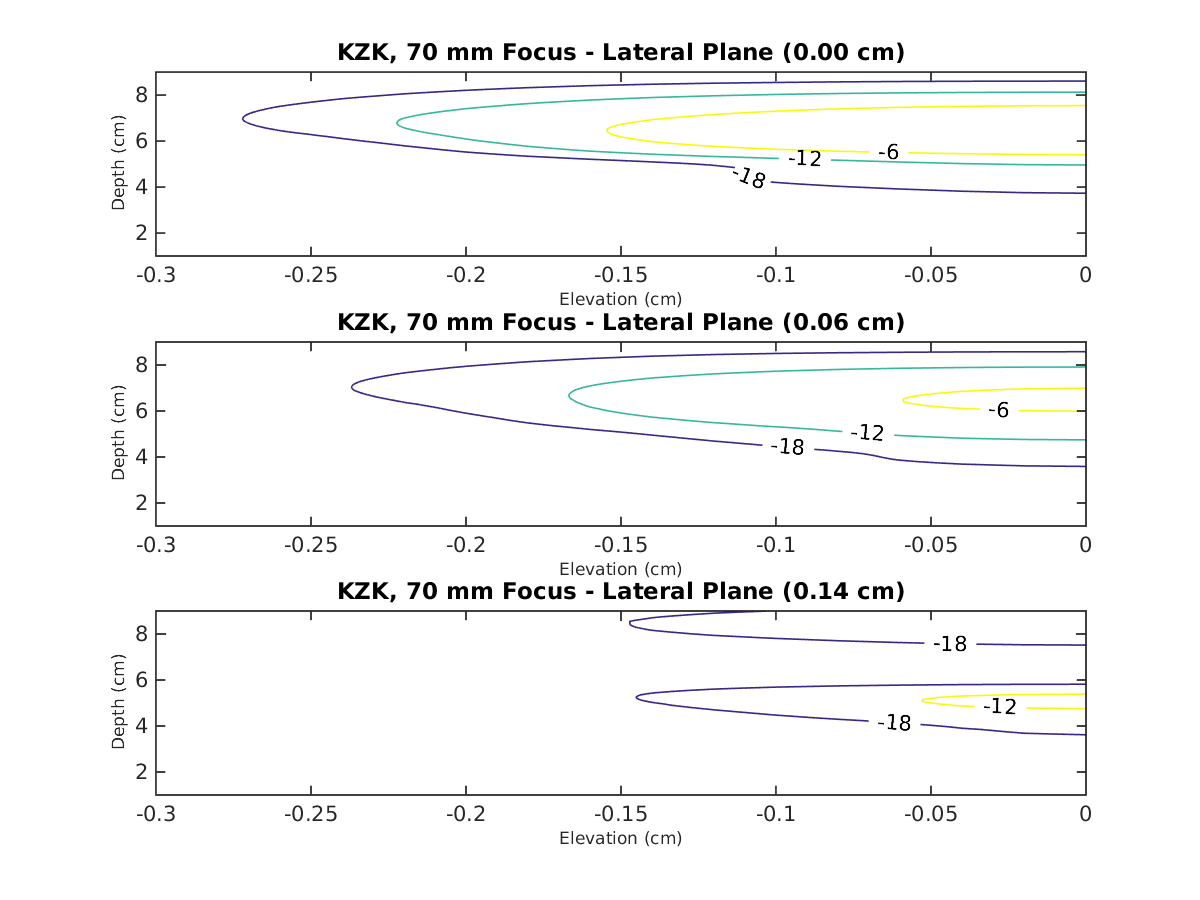 KZK, 70 mm Focus - Lateral Plane (0.00 cm)
Depth (cm)
8
6
4
2
-6
-12
-18
-0.3 -0.25 -0.2 -0.15 -0.1 -0.05 0
Elevation (cm)
KZK, 70 mm Focus - Lateral Plane (0.06 cm)
Depth (cm)
8
6
4
2
-6
-12
-18
-0.3 -0.25 -0.2 -0.15 -0.1 -0.05 0
Elevation (cm)
KZK, 70 mm Focus - Lateral Plane (0.14 cm)
Depth (cm)
8
6
4
2
-18
-12
-18
-0.3 -0.25 -0.2 -0.15 -0.1 -0.05 0
Elevation (cm)